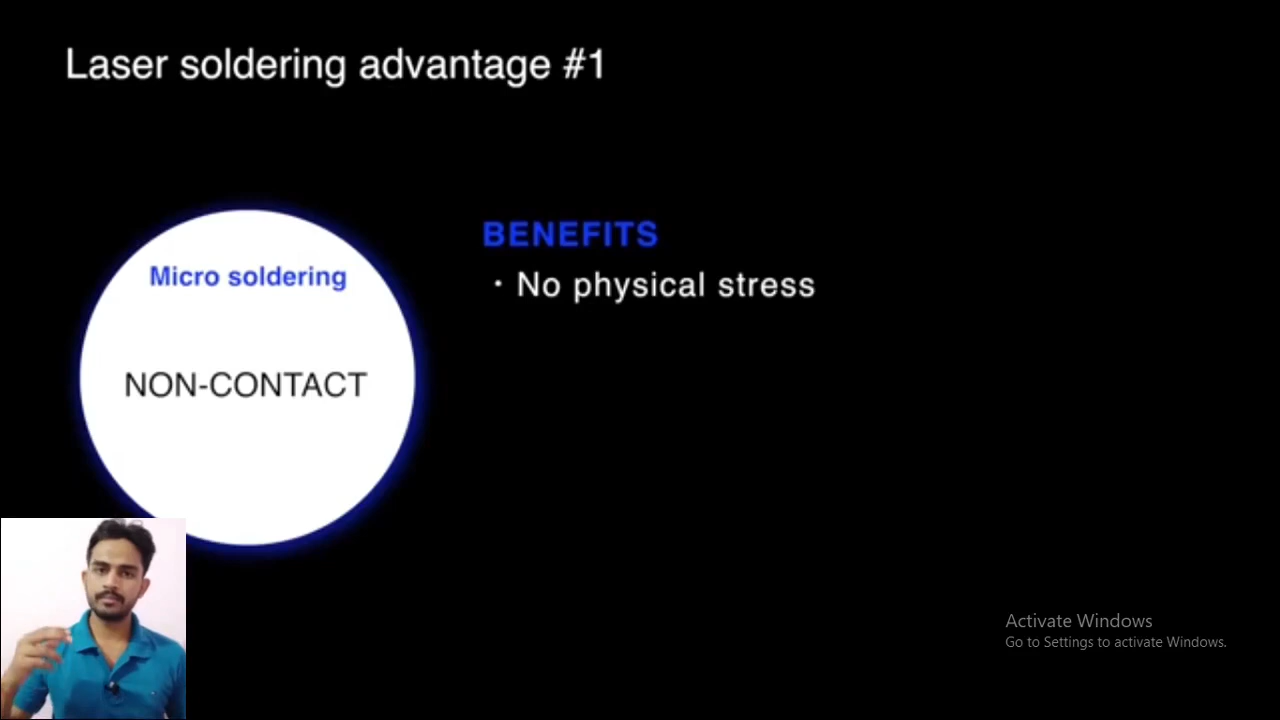 Laser soldering advantage #1
Micro soldering
NON-CONTACT
BENEFITS
· No physical stress
Activate Windows
Go to Settings to activate Windows.